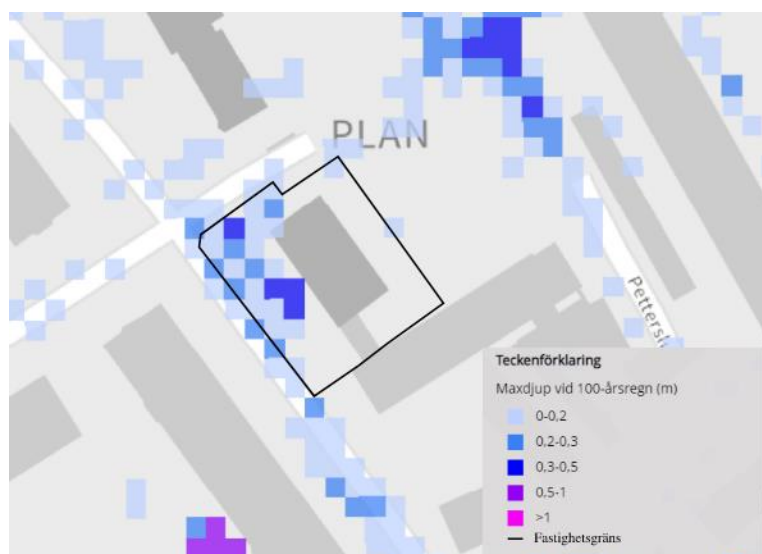 PLAN
Pettersl
Teckenförklaring
Maxdjup vid 100-årsregn (m)
0-0,2
0,2-0,3
0,3-0,5
0,5-1
>1
Fastighetsgräns